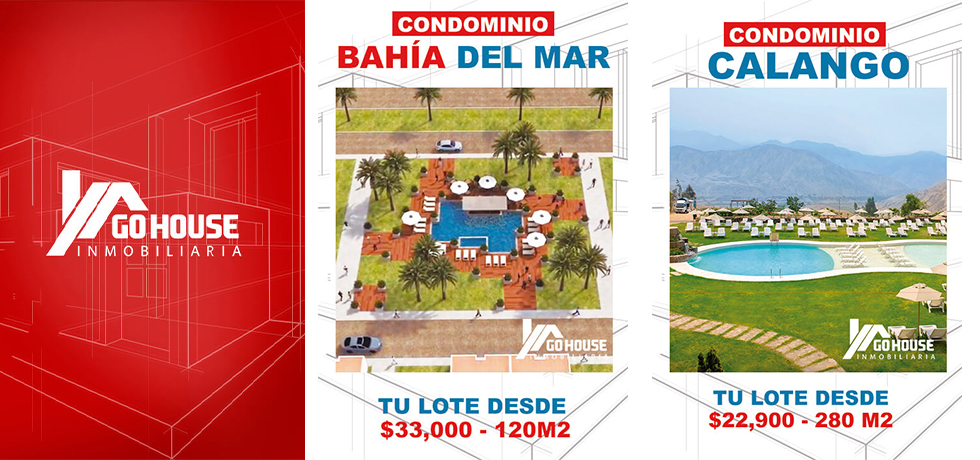 GO HOUSE
INMOBILIARIA
CONDOMINIO
BAHÍA DEL MAR
GO HOUSE
INMOBILIARIA
TU LOTE DESDE
$33,000 - 120M2
CONDOMINIO
CALANGO
GO HOUSE
INMOBILIARIA
TU LOTE DESDE
$22,900 - 280 M2